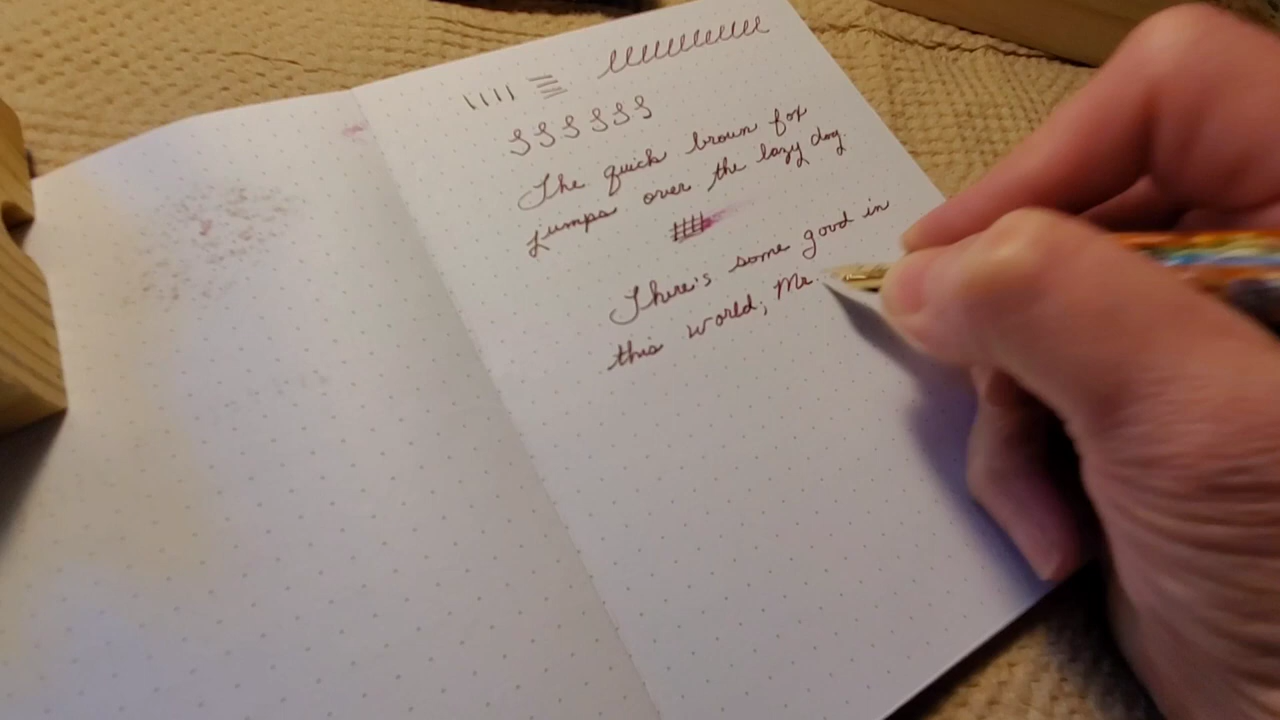 The quick brown fox
jumps over the lazy dog.
There's some good in
this world, Mr.